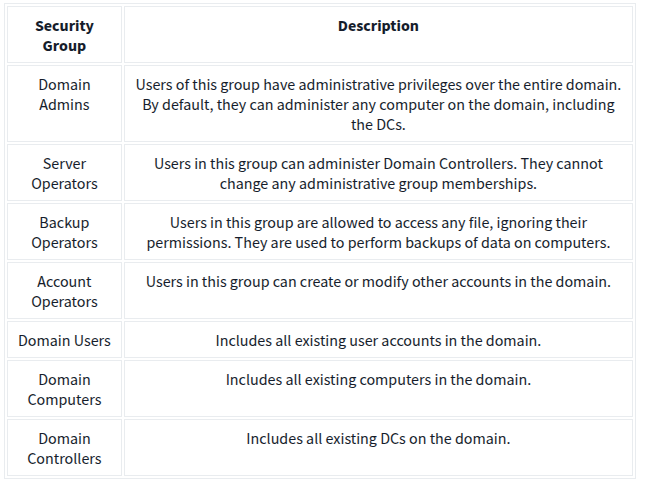 Security
Group
Description
Domain
Admins
Users of this group have administrative privileges over the entire domain.
By default, they can administer any computer on the domain, including
the DCs.
Server
Operators
Users in this group can administer Domain Controllers. They cannot
change any administrative group memberships.
Backup
Operators
Users in this group are allowed to access any file, ignoring their
permissions. They are used to perform backups of data on computers.
Account
Operators
Users in this group can create or modify other accounts in the domain.
Domain Users
Includes all existing user accounts in the domain.
Domain
Computers
Includes all existing computers in the domain.
Domain
Controllers
Includes all existing DCs on the domain.